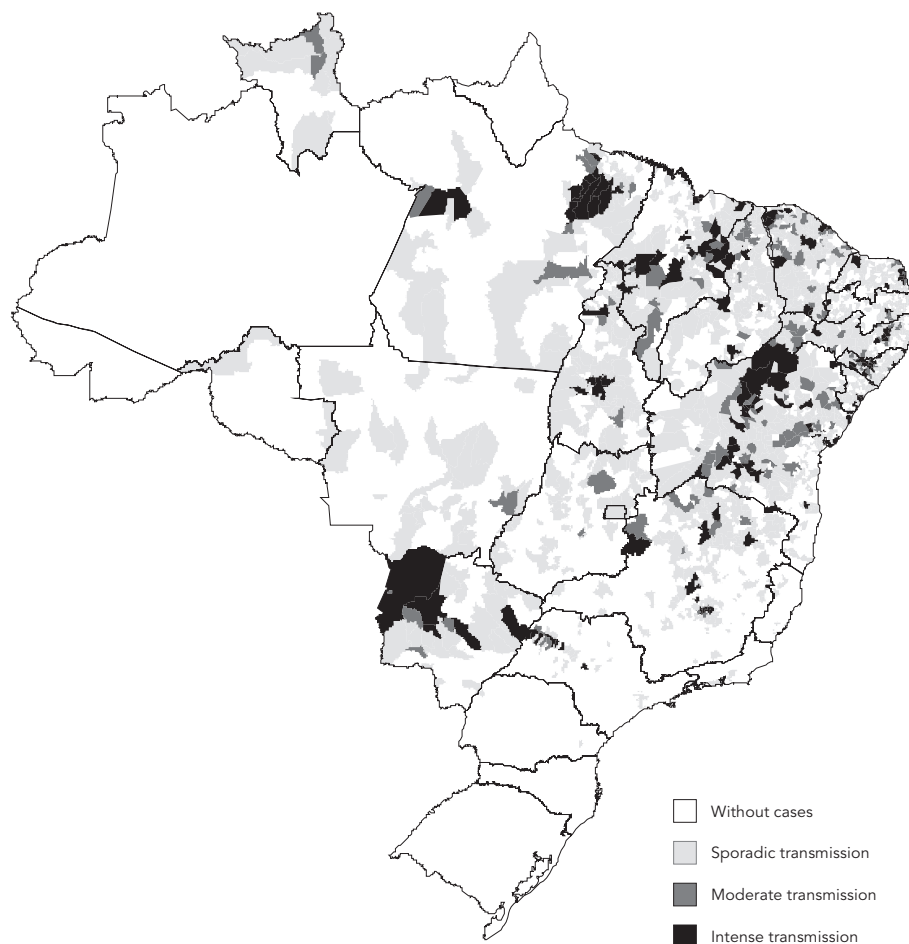 Without cases
Sporadic transmission
Moderate transmission
Intense transmission